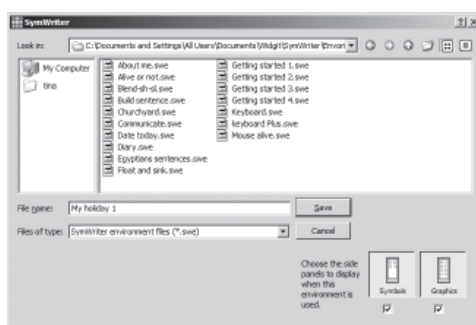 SymWriter
Look in: C:\Documents and Settings\All Users\Documents\Widgit\SymWriter\
My Computer
tina
About me.swe
Alive or not.swe
Blend-sh-sl.swe
Build sentence.swe
Churchyard.swe
Communicate.swe
Date today.swe
Diary.swe
Egyptians sentences.swe
Float and sink.swe
Getting started 1.swe
Getting started 2.swe
Getting started 3.swe
Getting started 4.swe
Keyboard.swe
keyboard Plus.swe
Mouse alive.swe
File name: My holiday 1
Save
Files of type: SymWriter environment files (*.swe)
Cancel
Choose the side
panels to display
when this
environment is
used.
Symbols
Graphics